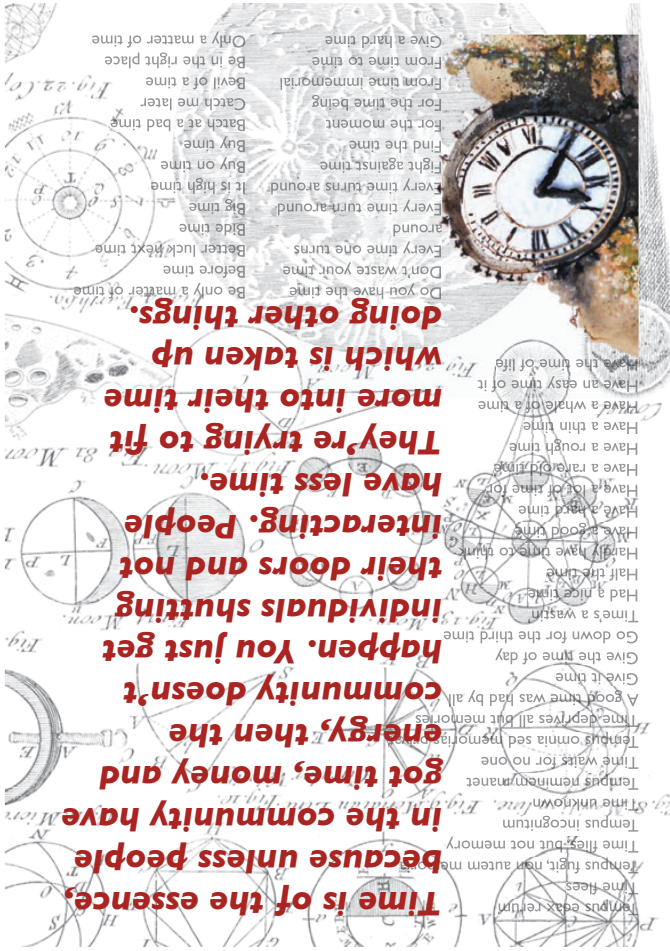 Tempus edax rerum
Time flees
Tempus fugit, non autem memoria
Time flies, but not memory
Tempus incognitum
Time unknown
Tempus neminem manet
Time waits for no one
Tempus omnia sed memorias privat
Time deprives all but memories
A good time was had by all
Give it time
Give the time of day
Go down for the third time
Time's a wastin'
Had a nice time
Half the time
Hardly have time to think
Have a good time
Have a hard time
Have a lot of time for
Have a rare old time
Have a rough time
Have a thin time
Have a whale of a time
Have an easy time of it
Have the time of life
Time is of the essence,
because unless people
in the community have
got time, money, and
energy, then the
community doesn't
happen. You just get
individuals shutting
their doors and not
interacting. People
have less time.
They're trying to fit
more into their time
which is taken up
doing other things.
Do you have the time
Don't waste your time
Every time one turns
around
Every time turn around
Every time turns around
Fight against time
Find the time
For the moment
For the time being
From time immemorial
From time to time
Give a hard time
Be only a matter of time
Before time
Better luck next time
Bide time
Big time
It is high time
Buy on time
Buy time
Batch at a bad time
Catch me later
Bevil of a time
Be in the right place
Only a matter of time